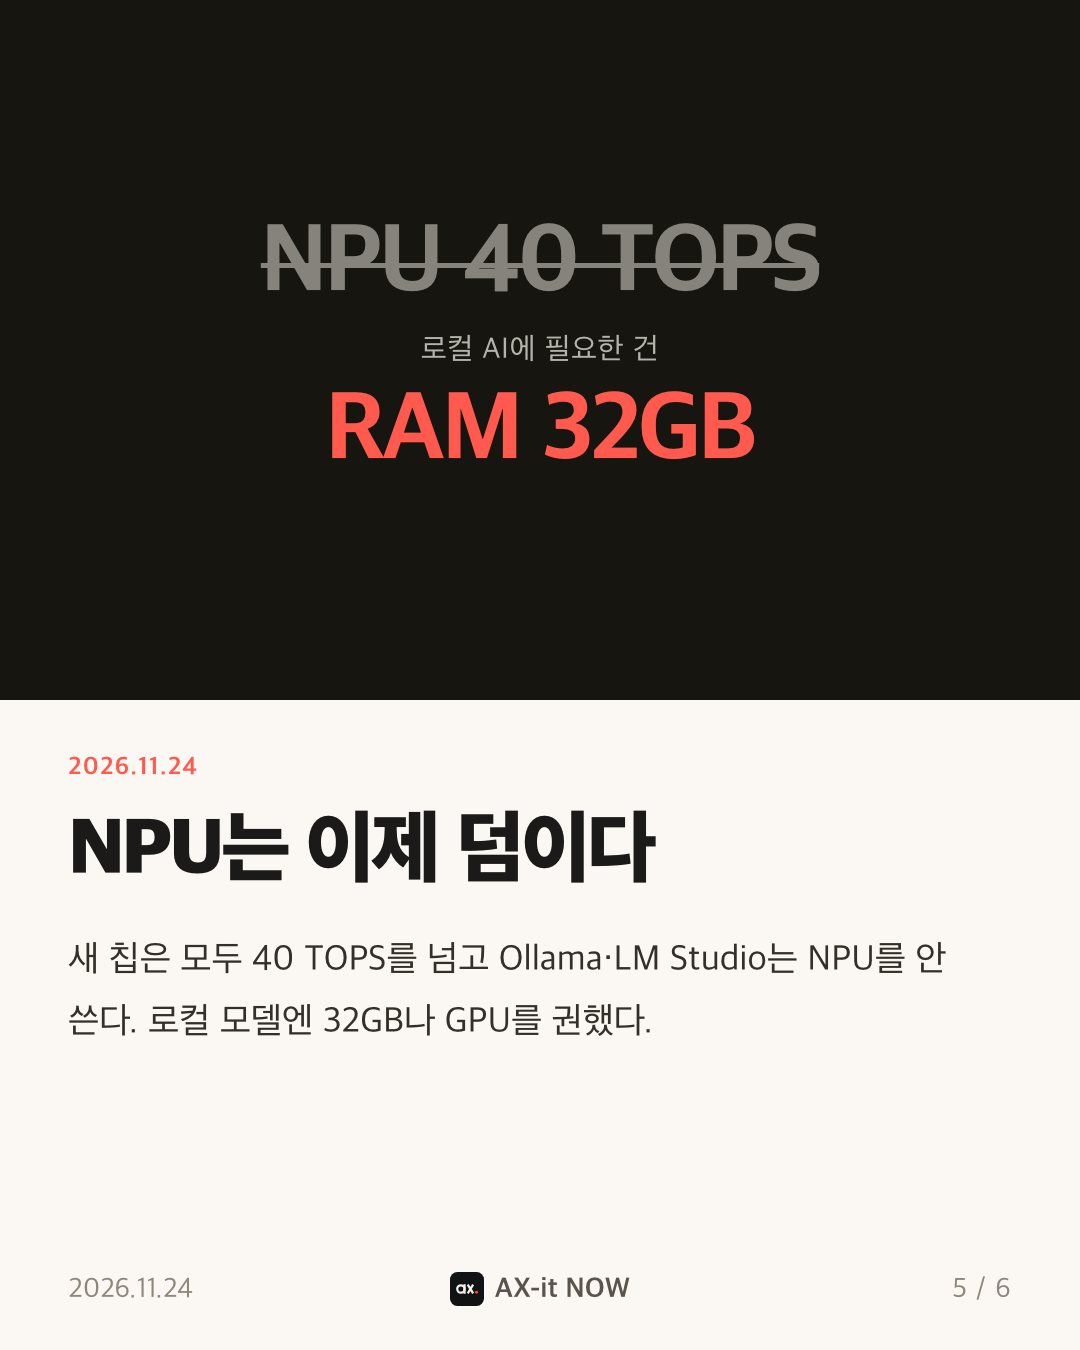 NPU 40 TOPS
로컬 AI에 필요한 건
RAM 32GB
2026.11.24
NPU는 이제 덤이다
새 칩은 모두 40 TOPS를 넘고 Ollama·LM Studio는 NPU를 안
쓴다. 로컬 모델엔 32GB나 GPU를 권했다.
2026.11.24
ax. AX-it NOW
5 / 6